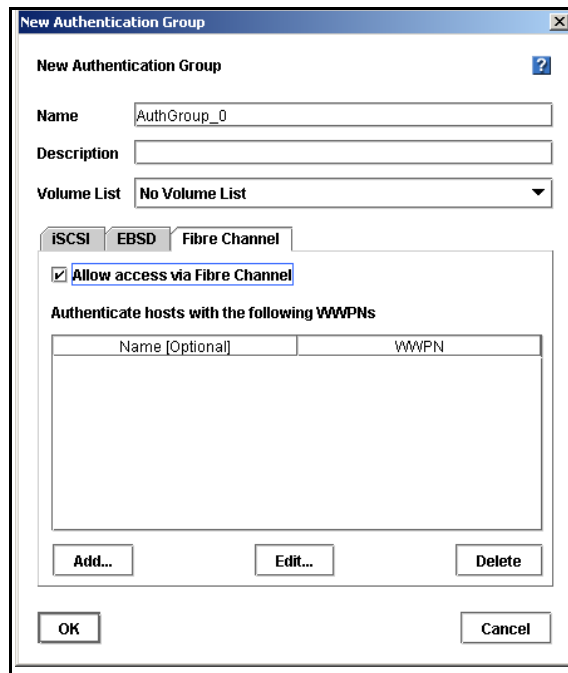 New Authentication Group
New Authentication Group ?
Name AuthGroup_0
Description
Volume List No Volume List
iSCSI EBSD Fibre Channel
Allow access via Fibre Channel
Authenticate hosts with the following WWPNs
Name [Optional] WWPN
Add... Edit... Delete
OK Cancel